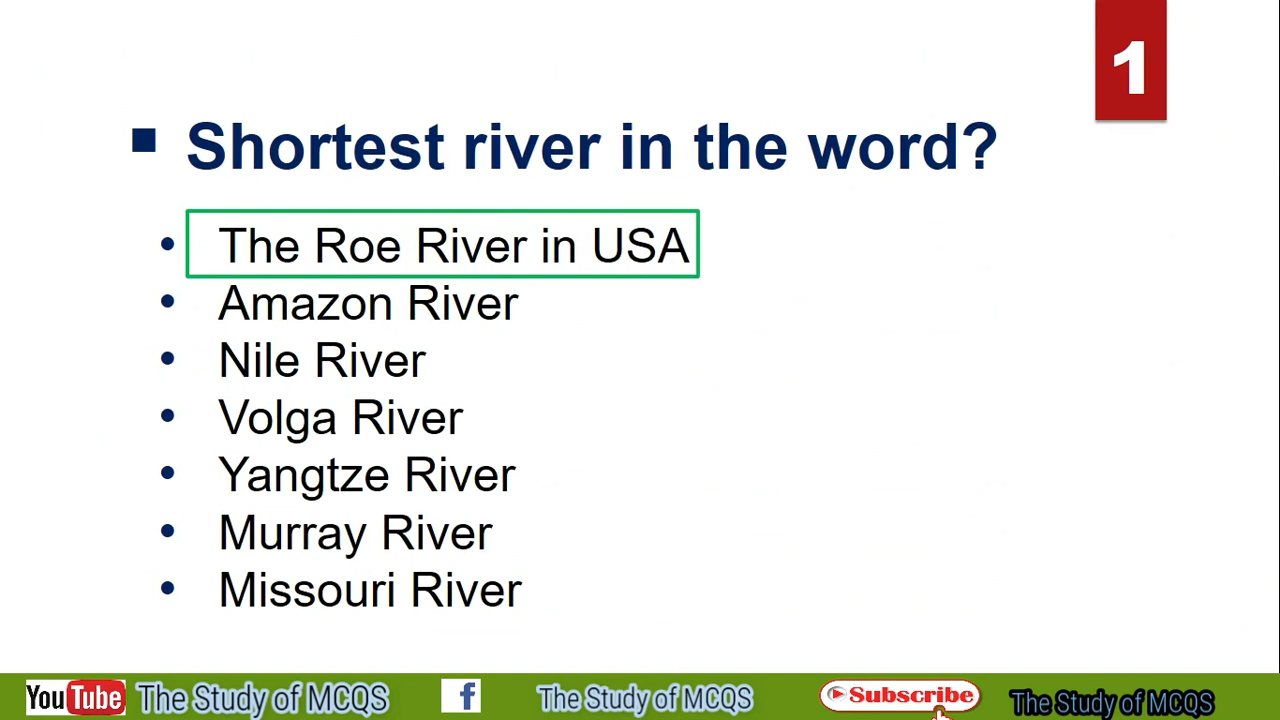 1
▪ Shortest river in the word?
• The Roe River in USA
• Amazon River
• Nile River
• Volga River
• Yangtze River
• Murray River
• Missouri River
YouTube The Study of MCQS f The Study of MCQS Subscribe The Study of MCQS